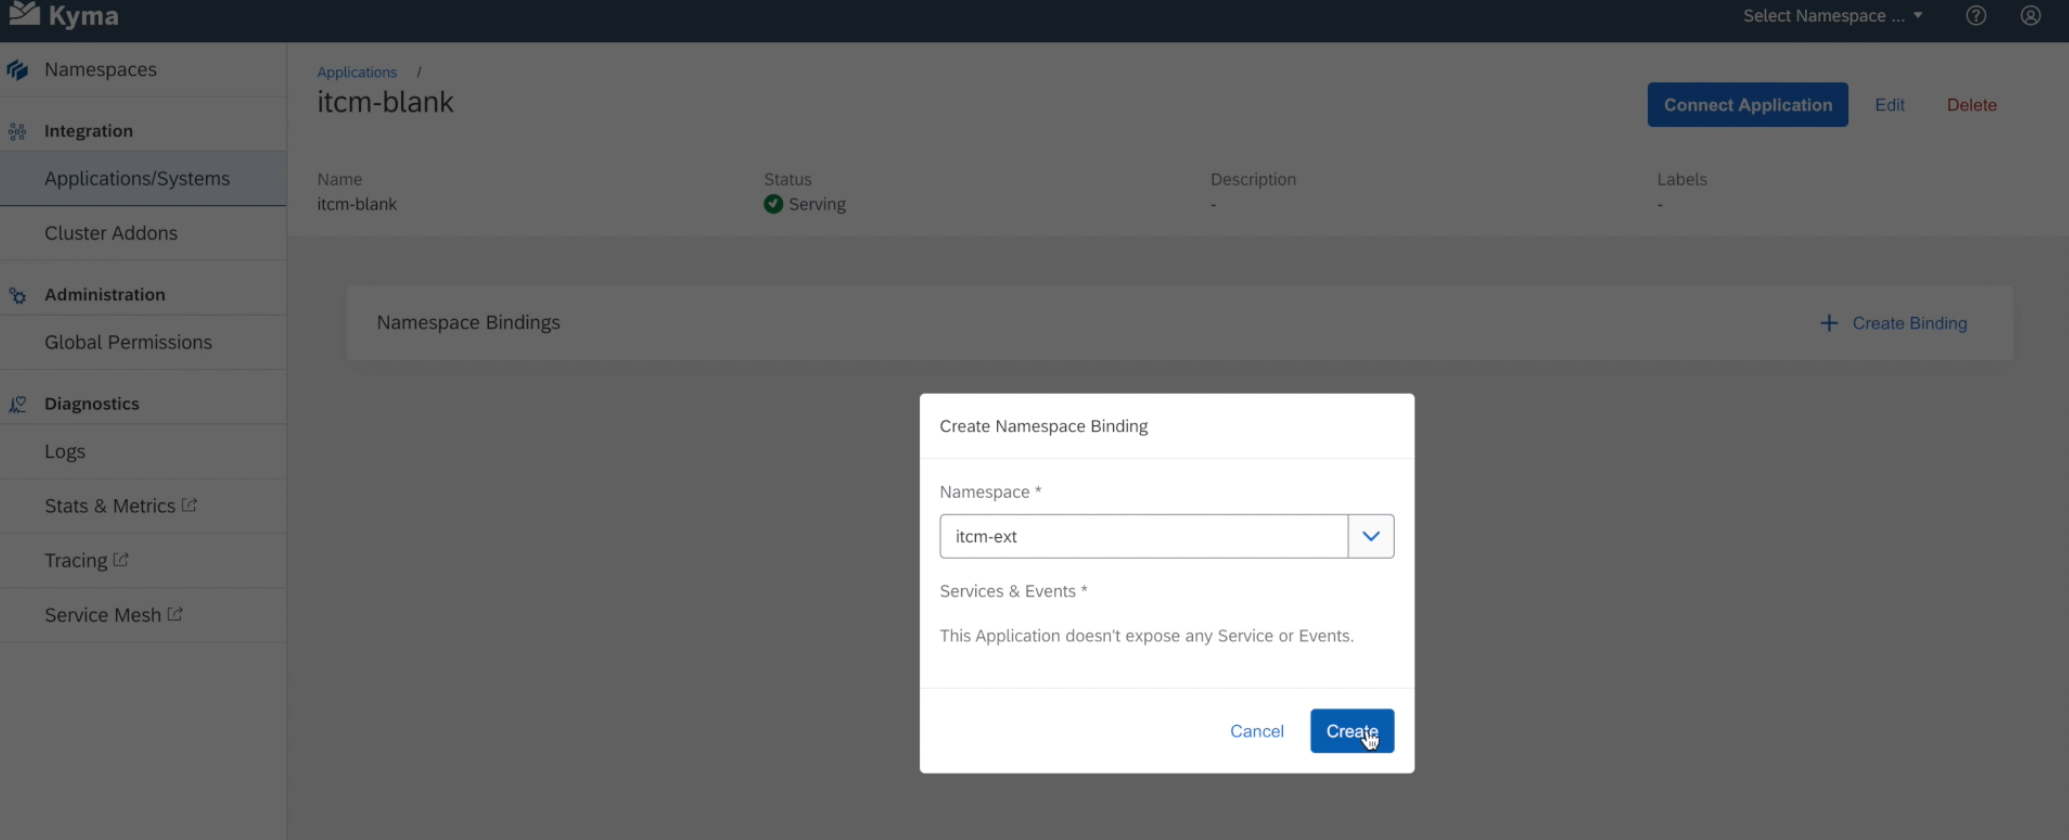 Kyma
Select Namespace ...
Namespaces
Integration
Applications/Systems
Cluster Addons
Administration
Global Permissions
Diagnostics
Logs
Stats & Metrics
Tracing
Service Mesh
Applications /
itcm-blank
Connect Application
Edit
Delete
Name
itcm-blank
Status
Serving
Description
-
Labels
-
Namespace Bindings
+ Create Binding
Create Namespace Binding
Namespace *
itcm-ext
Services & Events *
This Application doesn't expose any Service or Events.
Cancel
Create